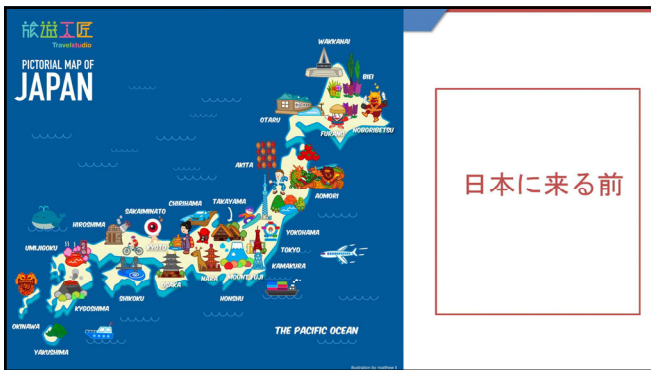 旅遊工匠
Travelstudio
PICTORIAL MAP OF
JAPAN
WAKKANAI
BIEI
OTARU
FURANO
NOBORIBETSU
AKITA
AOMORI
CHIRIHAMA
TAKAYAMA
SAKAIMINATO
HIROSHIMA
YOKOHAMA
UMIJIGOKU
KYOTO
TOKYO
KAMAKURA
NARA
MOUNT FUJI
OSAKA
SHIKOKU
HONSHU
KYGOSHIMA
OKINAWA
YAKUSHIMA
THE PACIFIC OCEAN
日本に来る前